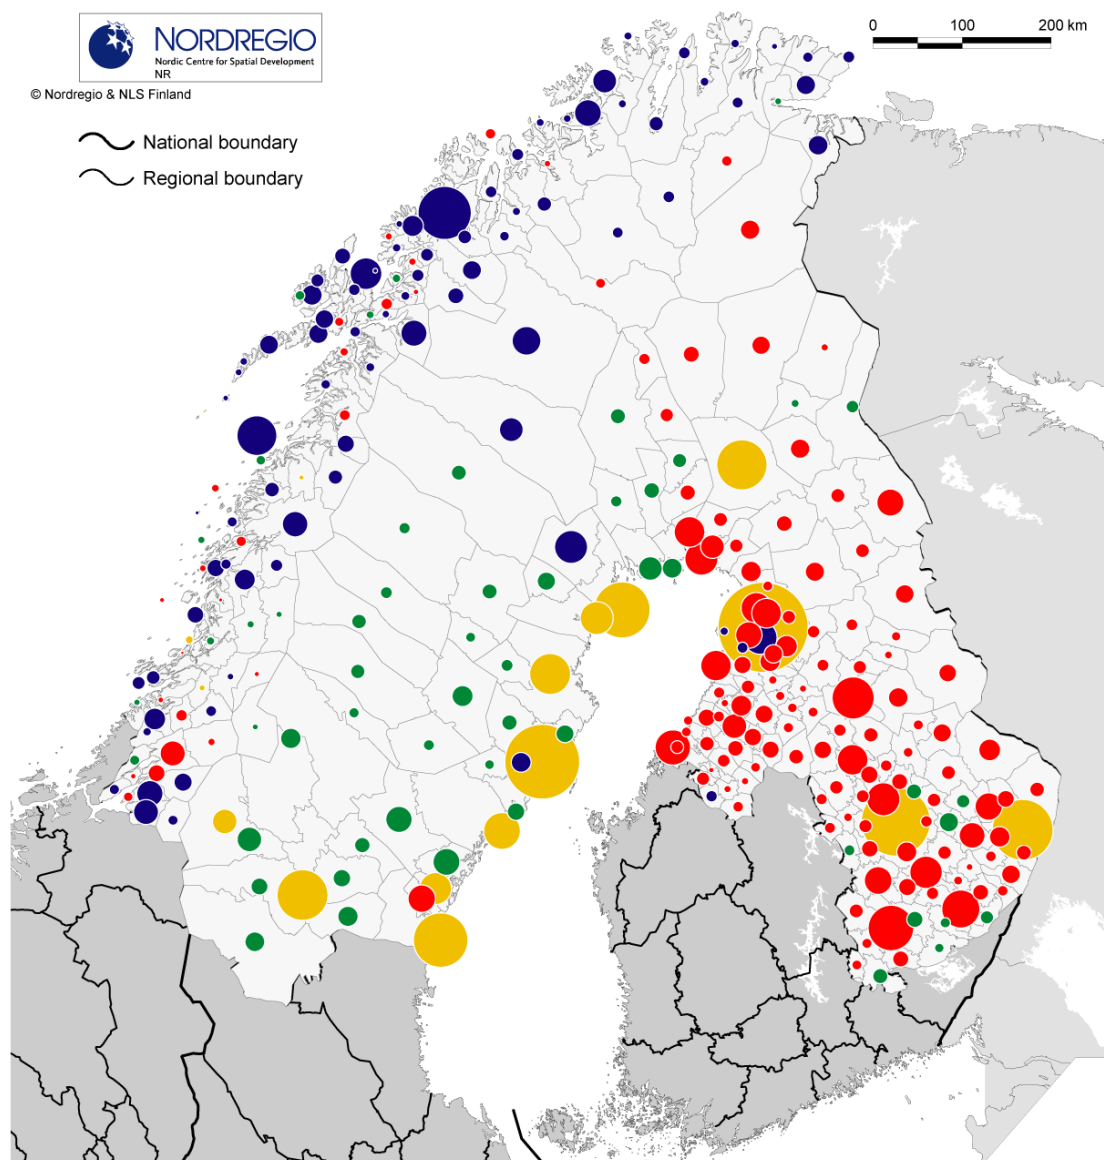 NORDREGIO
Nordic Centre for Spatial Development
NR
© Nordregio & NLS Finland
National boundary
Regional boundary
0 100 200 km